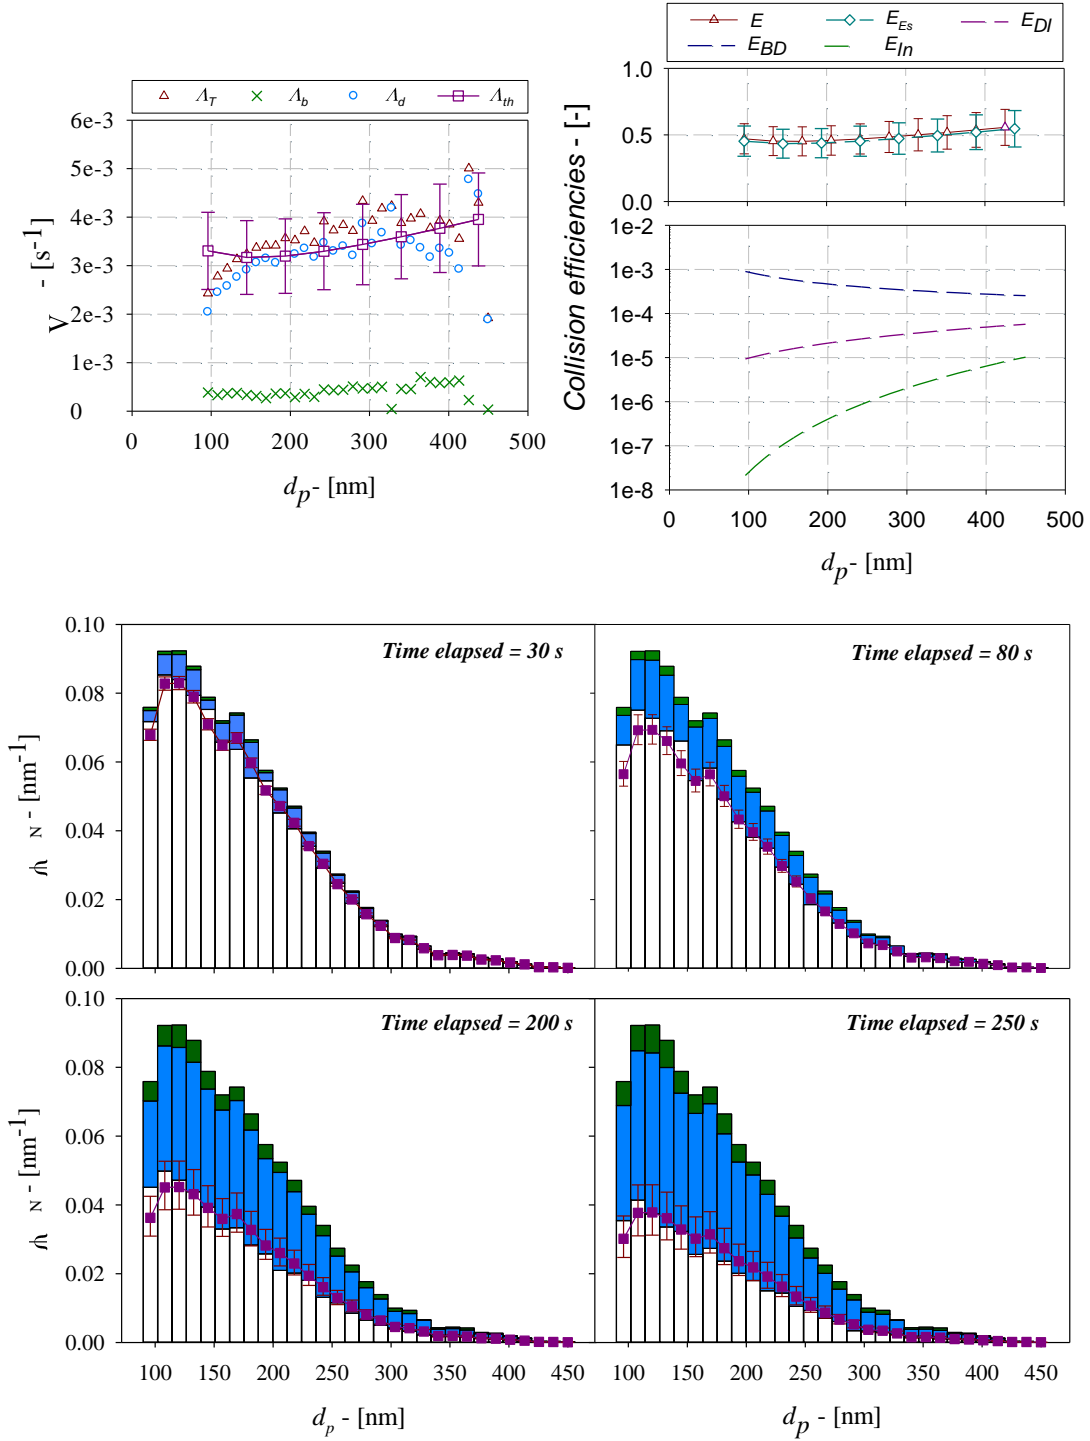 Λ_T Λ_b Λ_d Λ_th
V - [s⁻¹]
6e-3
5e-3
4e-3
3e-3
2e-3
1e-3
0
0 100 200 300 400 500
d_p - [nm]
E E_Es E_DI
E_BD E_In
Collision efficiencies - [-]
1.0
0.5
0.0
1e-2
1e-3
1e-4
1e-5
1e-6
1e-7
1e-8
0 100 200 300 400 500
d_p - [nm]
Time elapsed = 30 s
Time elapsed = 80 s
N - [nm⁻¹]
0.10
0.08
0.06
0.04
0.02
0.00
Time elapsed = 200 s
Time elapsed = 250 s
N - [nm⁻¹]
0.10
0.08
0.06
0.04
0.02
0.00
100 150 200 250 300 350 400 450
100 150 200 250 300 350 400 450
d_p - [nm]
d_p - [nm]